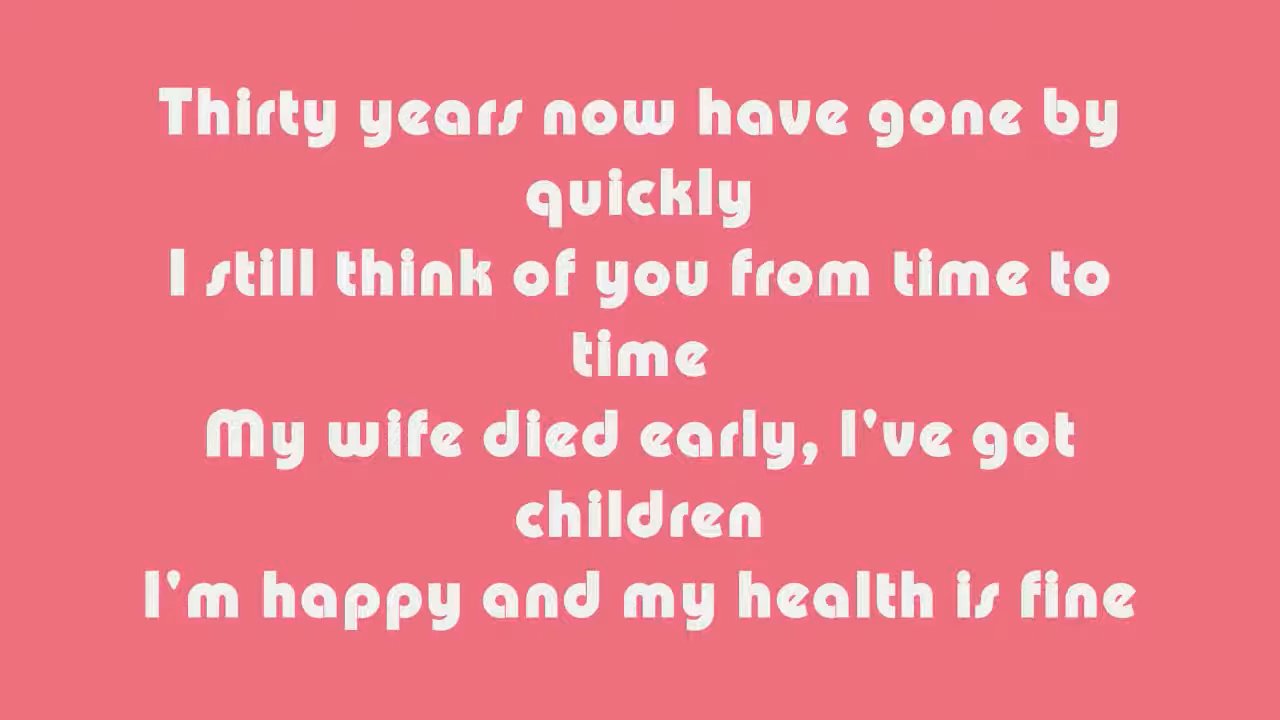 Thirty years now have gone by
quickly
I still think of you from time to
time
My wife died early, I've got
children
I'm happy and my health is fine